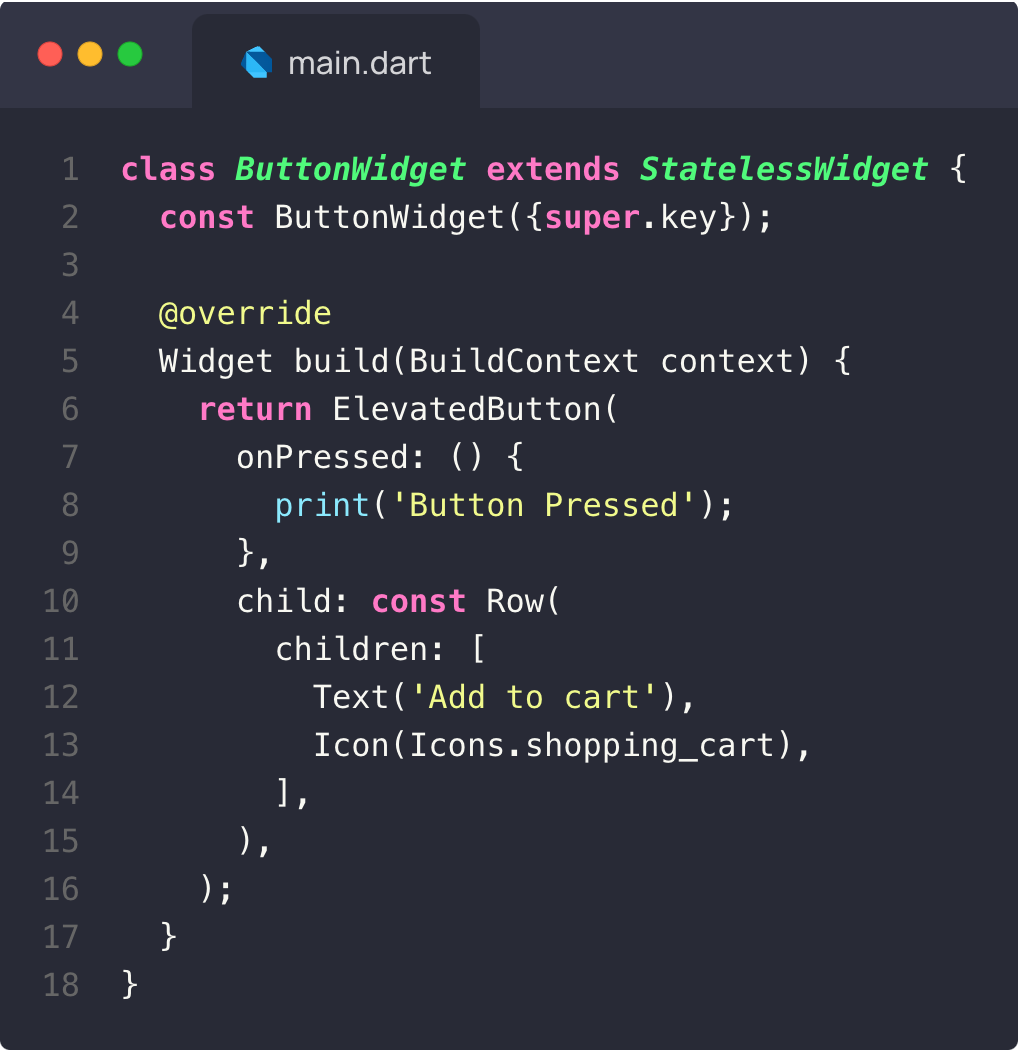 main.dart
1 class ButtonWidget extends StatelessWidget {
2   const ButtonWidget({super.key});
3
4   @override
5   Widget build(BuildContext context) {
6     return ElevatedButton(
7       onPressed: () {
8         print('Button Pressed');
9       },
10       child: const Row(
11         children: [
12           Text('Add to cart'),
13           Icon(Icons.shopping_cart),
14         ],
15       ),
16     );
17   }
18 }